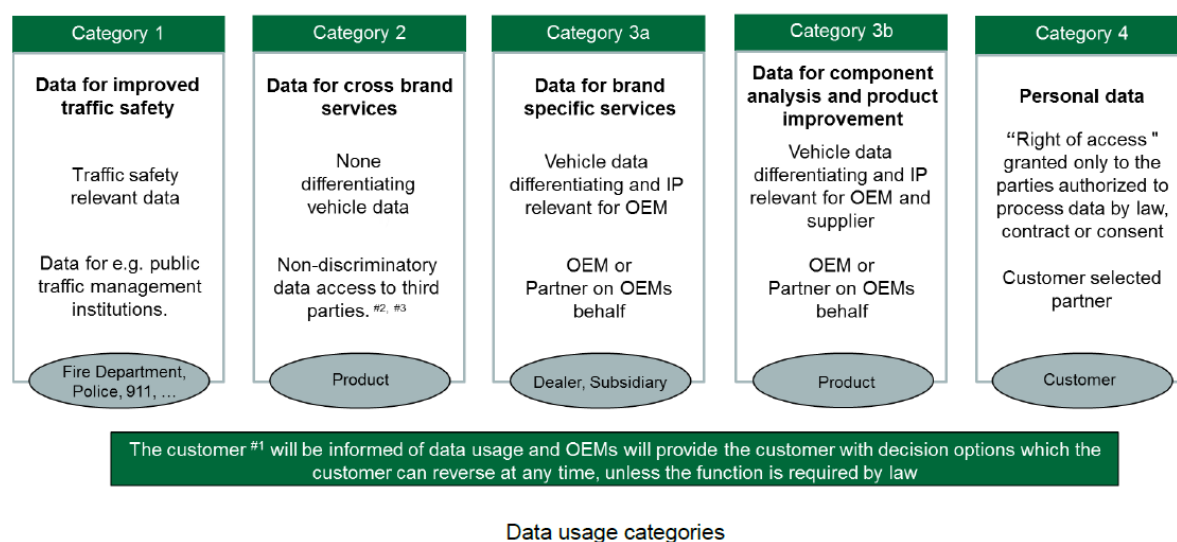 Category 1
Data for improved
traffic safety
Traffic safety
relevant data
Data for e.g. public
traffic management
institutions.
Fire Department,
Police, 911, ...
Category 2
Data for cross brand
services
None
differentiating
vehicle data
Non-discriminatory
data access to third
parties. #2, #3
Product
Category 3a
Data for brand
specific services
Vehicle data
differentiating and IP
relevant for OEM
OEM or
Partner on OEMs
behalf
Dealer, Subsidiary
Category 3b
Data for component
analysis and product
improvement
Vehicle data
differentiating and IP
relevant for OEM and
supplier
OEM or
Partner on OEMs
behalf
Product
Category 4
Personal data
“Right of access "
granted only to the
parties authorized to
process data by law,
contract or consent
Customer selected
partner
Customer
The customer #1 will be informed of data usage and OEMs will provide the customer with decision options which the
customer can reverse at any time, unless the function is required by law
Data usage categories